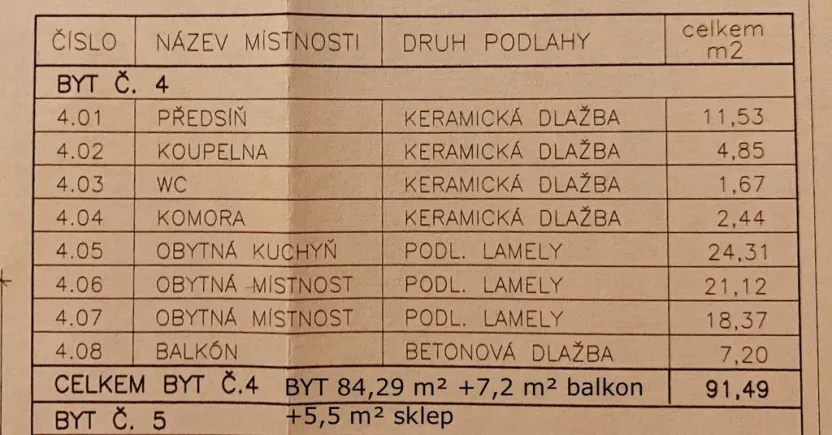 ČÍSLO NÁZEV MÍSTNOSTI DRUH PODLAHY celkem m2
BYT Č. 4
4.01 PŘEDSÍŇ KERAMICKÁ DLAŽBA 11,53
4.02 KOUPELNA KERAMICKÁ DLAŽBA 4,85
4.03 WC KERAMICKÁ DLAŽBA 1,67
4.04 KOMORA KERAMICKÁ DLAŽBA 2,44
4.05 OBYTNÁ KUCHYŇ PODL. LAMELY 24,31
4.06 OBYTNÁ MÍSTNOST PODL. LAMELY 21,12
4.07 OBYTNÁ MÍSTNOST PODL. LAMELY 18,37
4.08 BALKÓN BETONOVÁ DLAŽBA 7,20
CELKEM BYT Č.4 BYT 84,29 m² +7,2 m² balkon 91,49
BYT Č. 5 +5,5 m² sklep